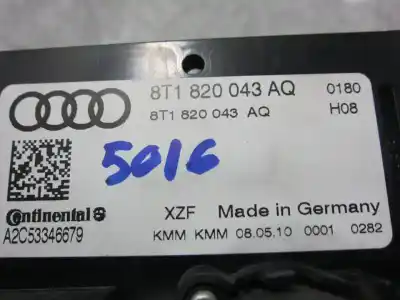 8T1 820 043 AQ 0180
8T1 820 043 AQ H08
5016
Continental XZF Made in Germany
A2C53346679 KMM KMM 08.05.10 0001 0282